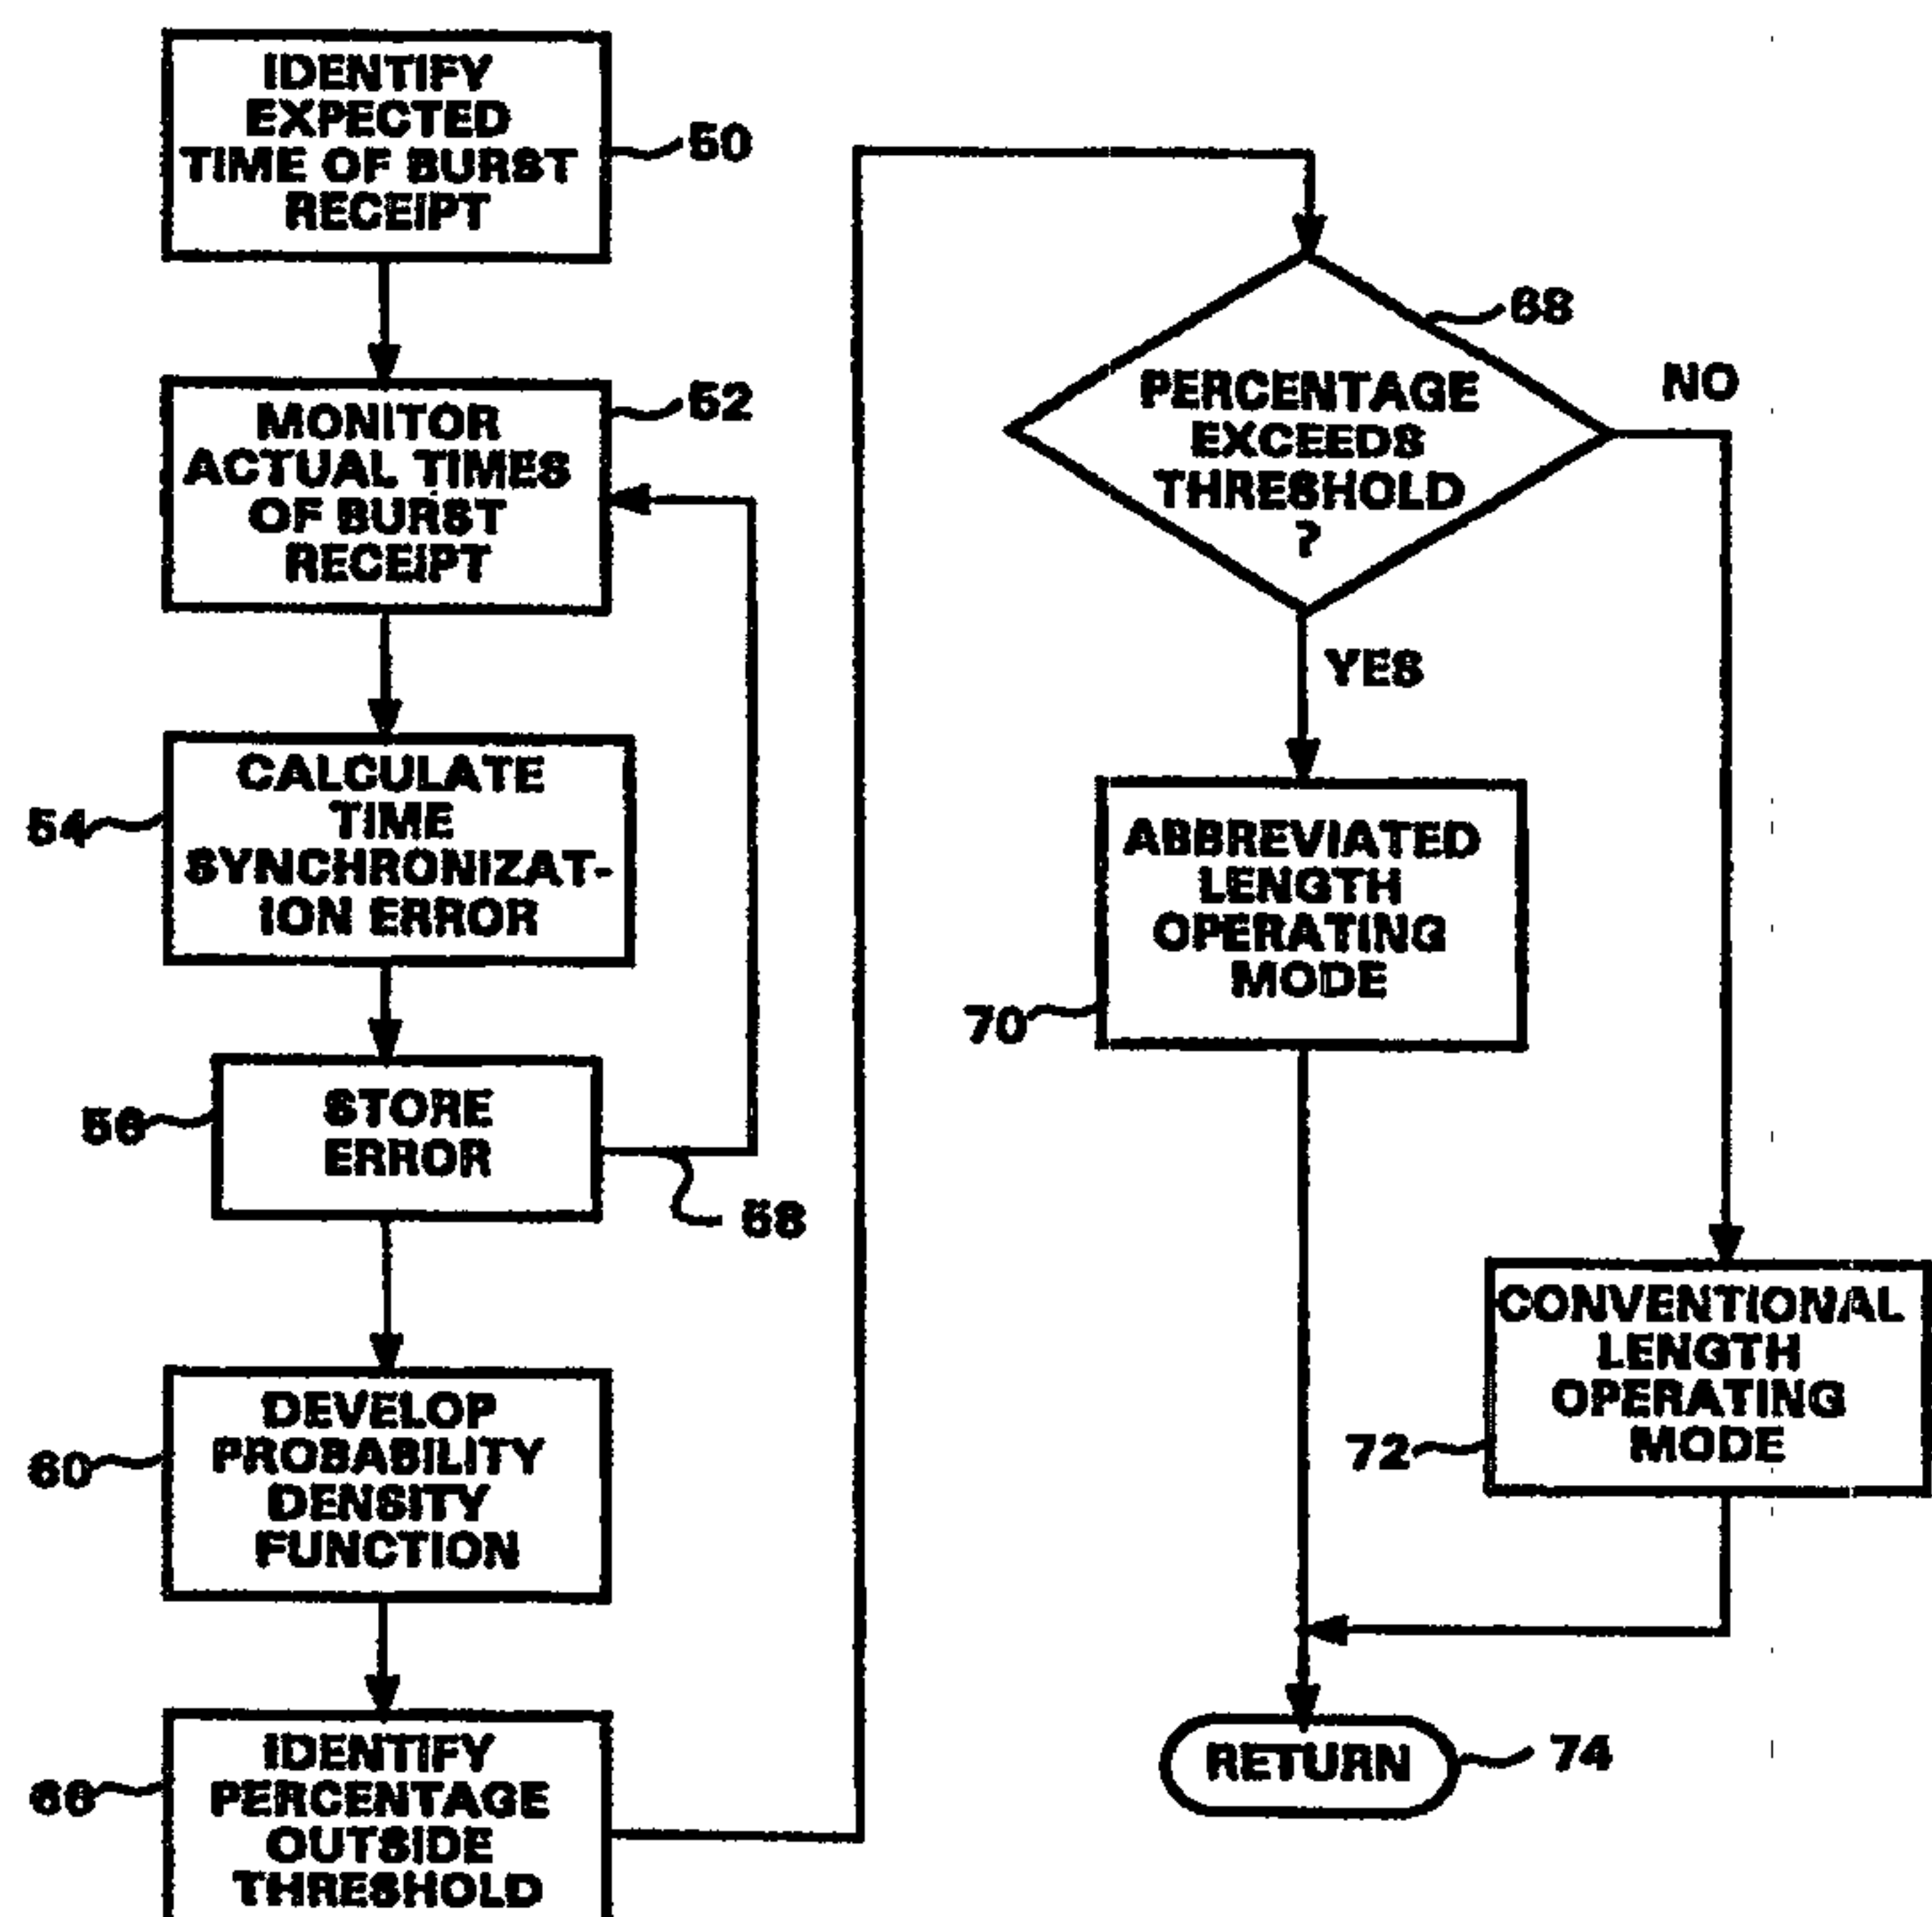 IDENTIFY
EXPECTED
TIME OF BURST
RECEIPT
50
MONITOR
ACTUAL TIMES
OF BURST
RECEIPT
52
CALCULATE
TIME
SYNCHRONIZAT-
ION ERROR
54
STORE
ERROR
56
58
DEVELOP
PROBABILITY
DENSITY
FUNCTION
60
IDENTIFY
PERCENTAGE
OUTSIDE
THRESHOLD
66
PERCENTAGE
EXCEEDS
THRESHOLD
?
68
NO
YES
ABBREVIATED
LENGTH
OPERATING
MODE
70
CONVENTIONAL
LENGTH
OPERATING
MODE
72
RETURN
74